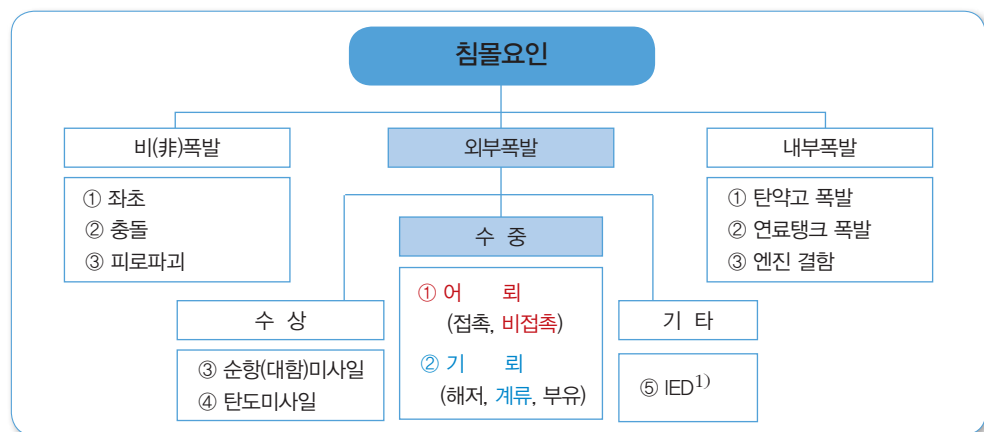 침몰요인
비(非)폭발
외부폭발
내부폭발
① 좌초
② 충돌
③ 피로파괴
① 탄약고 폭발
② 연료탱크 폭발
③ 엔진 결함
수 중
① 어 뢰
(접촉, 비접촉)
② 기 뢰
(해저, 계류, 부유)
수 상
③ 순항(대함)미사일
④ 탄도미사일
기 타
⑤ IED1)